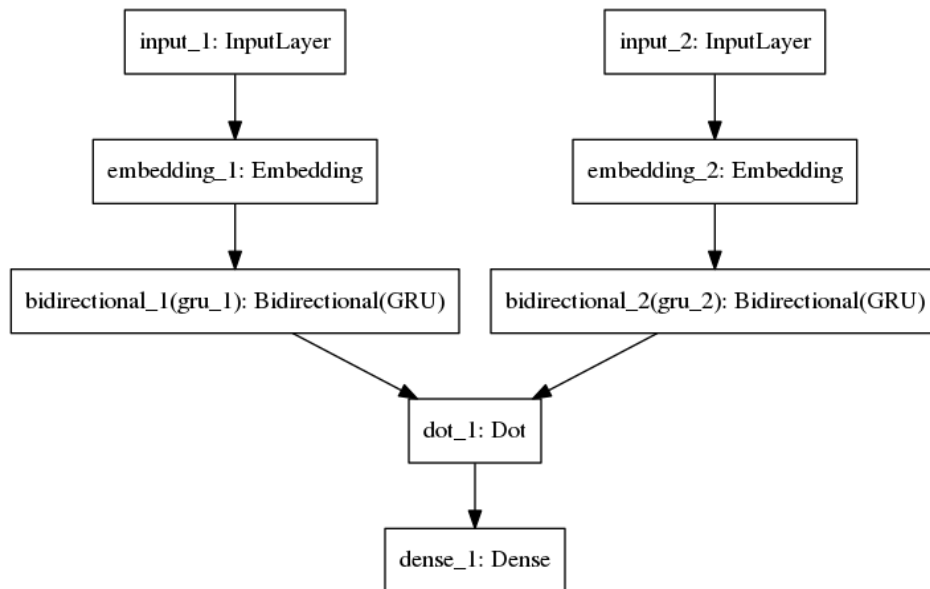 input_1: InputLayer
input_2: InputLayer
embedding_1: Embedding
embedding_2: Embedding
bidirectional_1(gru_1): Bidirectional(GRU)
bidirectional_2(gru_2): Bidirectional(GRU)
dot_1: Dot
dense_1: Dense